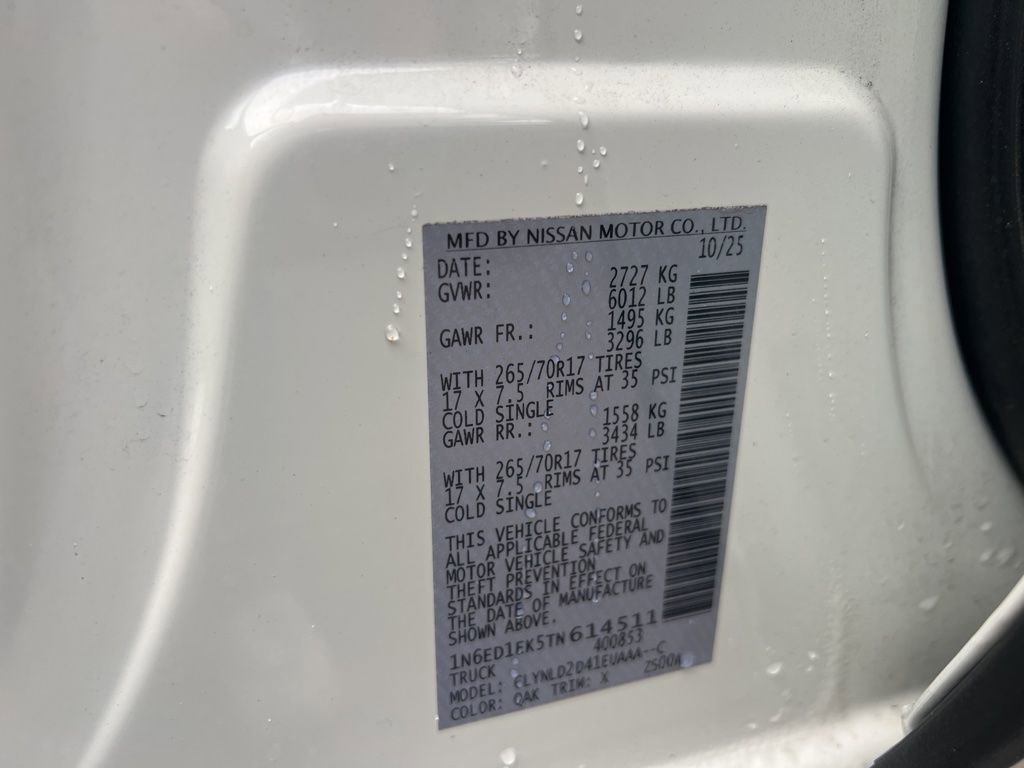 MFD BY NISSAN MOTOR CO., LTD.
DATE: 10/25
GVWR: 2727 KG
6012 LB
GAWR FR.: 1495 KG
3296 LB
WITH 265/70R17 TIRES
17 X 7.5 RIMS AT 35 PSI
COLD SINGLE
GAWR RR.: 1558 KG
3434 LB
WITH 265/70R17 TIRES
17 X 7.5 RIMS AT 35 PSI
COLD SINGLE
THIS VEHICLE CONFORMS TO
ALL APPLICABLE FEDERAL
MOTOR VEHICLE SAFETY AND
THEFT PREVENTION
STANDARDS IN EFFECT ON
THE DATE OF MANUFACTURE
SHOWN ABOVE.
1N6ED1EK5TN614511
TRUCK 400853
MODEL: CLYNLD2D41EUAAA--C
COLOR: QAK TRIM: X